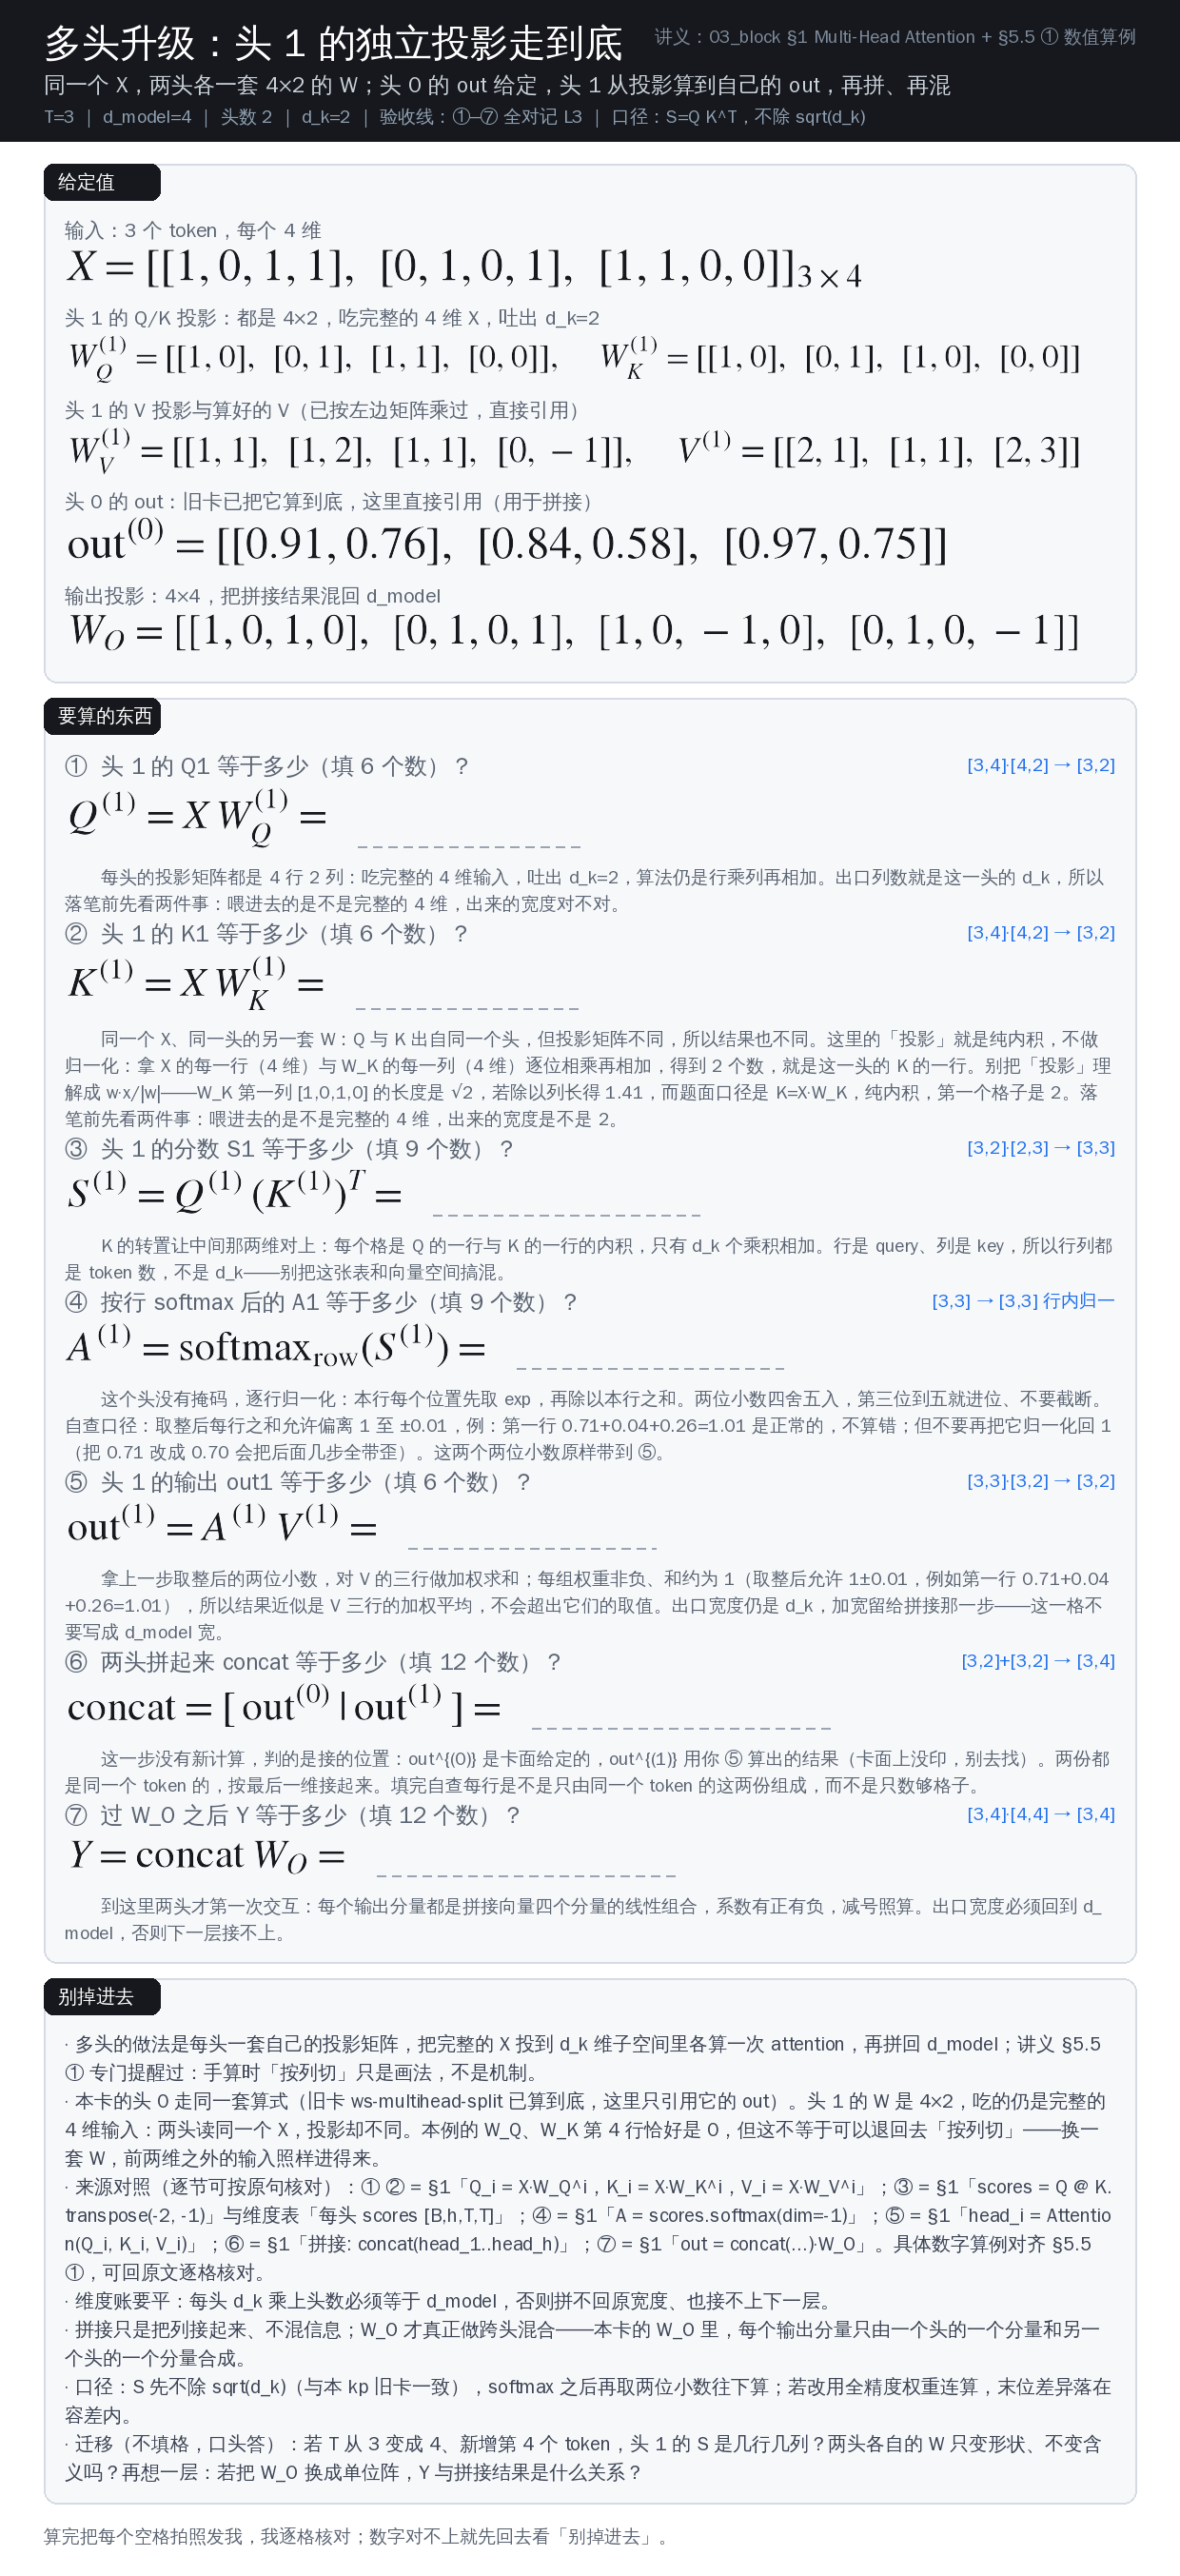 多头升级：头 1 的独立投影走到底
讲义：03_block §1 Multi-Head Attention + §5.5 ① 数值算例
同一个 X，两头各一套 4×2 的 W；头 0 的 out 给定，头 1 从投影算到自己的 out，再拼、再混
T=3 ｜ d_model=4 ｜ 头数 2 ｜ d_k=2 ｜ 验收线：①—⑦ 全对记 L3 ｜ 口径：S=Q K^T，不除 sqrt(d_k)
给定值
输入：3 个 token，每个 4 维
X = [[1, 0, 1, 1], [0, 1, 0, 1], [1, 1, 0, 0]]_{3×4}
头 1 的 Q/K 投影：都是 4×2，吃完整的 4 维 X，吐出 d_k=2
W_Q^{(1)} = [[1, 0], [0, 1], [1, 1], [0, 0]], W_K^{(1)} = [[1, 0], [0, 1], [1, 0], [0, 0]]
头 1 的 V 投影与算好的 V（已按左边矩阵乘过，直接引用）
W_V^{(1)} = [[1, 1], [1, 2], [1, 1], [0, −1]], V^{(1)} = [[2, 1], [1, 1], [2, 3]]
头 0 的 out：旧卡已把它算到底，这里直接引用（用于拼接）
out^{(0)} = [[0.91, 0.76], [0.84, 0.58], [0.97, 0.75]]
输出投影：4×4，把拼接结果混回 d_model
W_O = [[1, 0, 1, 0], [0, 1, 0, 1], [1, 0, −1, 0], [0, 1, 0, −1]]
要算的东西
① 头 1 的 Q1 等于多少（填 6 个数）？ [3,4]·[4,2] → [3,2]
Q^{(1)} = X W_Q^{(1)} =
每头的投影矩阵都是 4 行 2 列：吃完整的 4 维输入，吐出 d_k=2，算法仍是行乘列再相加。出口列数就是这一头的 d_k，所以
落笔前先看两件事：喂进去的是不是完整的 4 维，出来的宽度对不对。
② 头 1 的 K1 等于多少（填 6 个数）？ [3,4]·[4,2] → [3,2]
K^{(1)} = X W_K^{(1)} =
同一个 X、同一头的另一套 W：Q 与 K 出自同一个头，但投影矩阵不同，所以结果也不同。这里的「投影」就是纯内积，不做
归一化：拿 X 的每一行（4 维）与 W_K 的每一列（4 维）逐位相乘再相加，得到 2 个数，就是这一头的 K 的一行。别把「投影」理
解成 w·x/|w|——W_K 第一列 [1,0,1,0] 的长度是 √2，若除以列长得 1.41，而题面口径是 K=X·W_K，纯内积，第一个格子是 2。落
笔前先看两件事：喂进去的是不是完整的 4 维，出来的宽度是不是 2。
③ 头 1 的分数 S1 等于多少（填 9 个数）？ [3,2]·[2,3] → [3,3]
S^{(1)} = Q^{(1)} (K^{(1)})^T =
K 的转置让中间那两维对上：每个格是 Q 的一行与 K 的一行的内积，只有 d_k 个乘积相加。行是 query、列是 key，所以行列都
是 token 数，不是 d_k——别把这张表和向量空间搞混。
④ 按行 softmax 后的 A1 等于多少（填 9 个数）？ [3,3] → [3,3] 行内归一
A^{(1)} = softmax_{row}(S^{(1)}) =
这个头没有掩码，逐行归一化：本行每个位置先取 exp，再除以本行之和。两位小数四舍五入，第三位到五就进位、不要截断。
自查口径：取整后每行之和允许偏离 1 至 ±0.01，例：第一行 0.71+0.04+0.26=1.01 是正常的，不算错；但不要再把它归一化回 1
（把 0.71 改成 0.70 会把后面几步全带歪）。这两个两位小数原样带到 ⑤。
⑤ 头 1 的输出 out1 等于多少（填 6 个数）？ [3,3]·[3,2] → [3,2]
out^{(1)} = A^{(1)} V^{(1)} =
拿上一步取整后的两位小数，对 V 的三行做加权求和；每组权重非负、和约为 1（取整后允许 1±0.01，例如第一行 0.71+0.04
+0.26=1.01），所以结果近似是 V 三行的加权平均，不会超出它们的取值。出口宽度仍是 d_k，加宽留给拼接那一步——这一格不
要写成 d_model 宽。
⑥ 两头拼起来 concat 等于多少（填 12 个数）？ [3,2]+[3,2] → [3,4]
concat = [ out^{(0)} | out^{(1)} ] =
这一步没有新计算，判的是接的位置：out^{(0)} 是卡面给定的，out^{(1)} 用你 ⑤ 算出的结果（卡面上没印，别去找）。两份都
是同一个 token 的，按最后一维接起来。填完自查每行是不是只由同一个 token 的这两份组成，而不是只数够格子。
⑦ 过 W_O 之后 Y 等于多少（填 12 个数）？ [3,4]·[4,4] → [3,4]
Y = concat W_O =
到这里两头才第一次交互：每个输出分量都是拼接向量四个分量的线性组合，系数有正有负，减号照算。出口宽度必须回到 d_
model，否则下一层接不上。
别掉进去
· 多头的做法是每头一套自己的投影矩阵，把完整的 X 投到 d_k 维子空间里各算一次 attention，再拼回 d_model；讲义 §5.5
① 专门提醒过：手算时「按列切」只是画法，不是机制。
· 本卡的头 0 走同一套算式（旧卡 ws-multihead-split 已算到底，这里只引用它的 out）。头 1 的 W 是 4×2，吃的仍是完整的
4 维输入：两头读同一个 X，投影却不同。本例的 W_Q、W_K 第 4 行恰好是 0，但这不等于可以退回去「按列切」——换一
套 W，前两维之外的输入照样进得来。
· 来源对照（逐节可按原句核对）：① ② = §1「Q_i = X·W_Q^i，K_i = X·W_K^i，V_i = X·W_V^i」；③ = §1「scores = Q @ K.
transpose(-2, -1)」与维度表「每头 scores [B,h,T,T]」；④ = §1「A = scores.softmax(dim=-1)」；⑤ = §1「head_i = Attentio
n(Q_i, K_i, V_i)」；⑥ = §1「拼接: concat(head_1..head_h)」；⑦ = §1「out = concat(...)·W_O」。具体数字算例对齐 §5.5
①，可回原文逐格核对。
· 维度账要平：每头 d_k 乘上头数必须等于 d_model，否则拼不回原宽度、也接不上下一层。
· 拼接只是把列接起来、不混信息；W_O 才真正做跨头混合——本卡的 W_O 里，每个输出分量只由一个头的一个分量和另一
个头的一个分量合成。
· 口径：S 先不除 sqrt(d_k)（与本 kp 旧卡一致），softmax 之后再取两位小数往下算；若改用全精度权重连算，末位差异落在
容差内。
· 迁移（不填格，口头答）：若 T 从 3 变成 4、新增第 4 个 token，头 1 的 S 是几行几列？两头各自的 W 只变形状、不变含
义吗？再想一层：若把 W_O 换成单位阵，Y 与拼接结果是什么关系？
算完把每个空格拍照发我，我逐格核对；数字对不上就先回去看「别掉进去」。